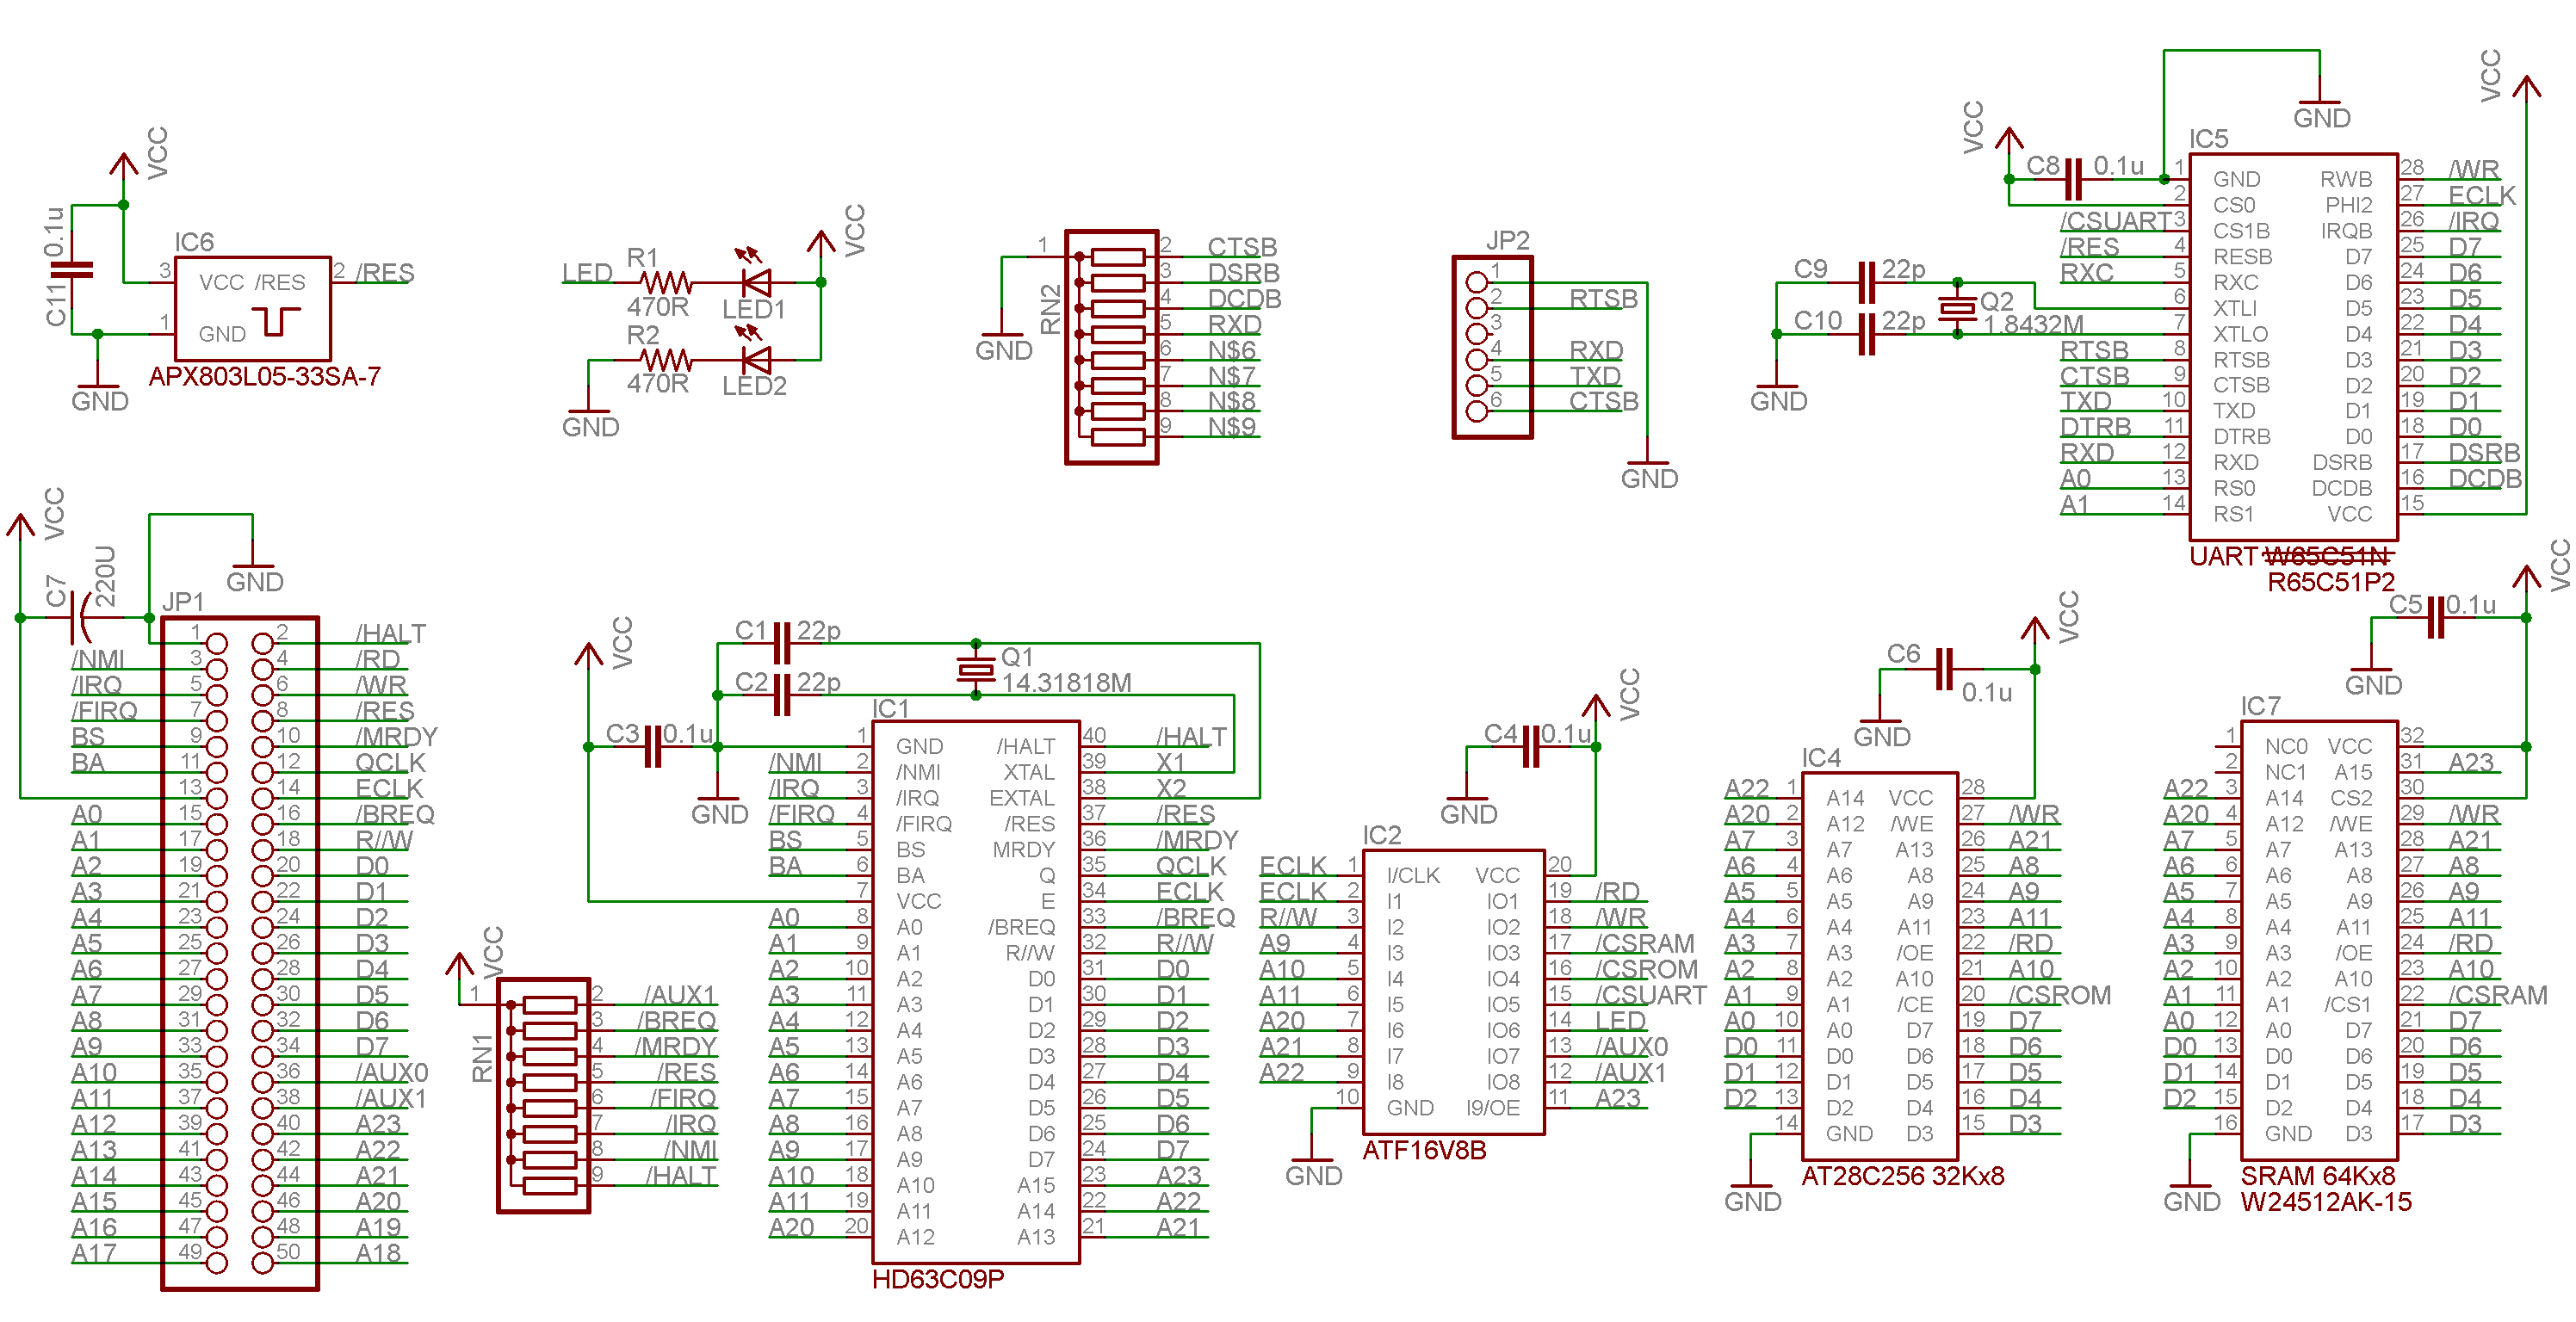 VCC
C11 0.1u
IC6
3 VCC /RES 2 /RES
1 GND
APX803L05-33SA-7
GND
LED R1 470R LED1
VCC
R2 470R LED2
GND
RN2
1
GND
2 CTSB
3 DSRB
4 DCDB
5 RXD
6 N$6
7 N$7
8 N$8
9 N$9
JP2
1
2 RTSB
3
4 RXD
5 TXD
6 CTSB
GND
C9 22p
C10 22p
Q2
1.8432M
GND
VCC
C8 0.1u
GND
VCC
IC5
1 GND RWB 28 /WR
2 CS0 PHI2 27 ECLK
/CSUART 3 CS1B IRQB 26 /IRQ
/RES 4 RESB D7 25 D7
RXC 5 RXC D6 24 D6
6 XTLI D5 23 D5
7 XTLO D4 22 D4
RTSB 8 RTSB D3 21 D3
CTSB 9 CTSB D2 20 D2
TXD 10 TXD D1 19 D1
DTRB 11 DTRB D0 18 D0
RXD 12 RXD DSRB 17 DSRB
A0 13 RS0 DCDB 16 DCDB
A1 14 RS1 VCC 15
UART W65C51N
R65C51P2
VCC
C7 220U
GND
JP1
1 2 /HALT
/NMI 3 4 /RD
/IRQ 5 6 /WR
/FIRQ 7 8 /RES
BS 9 10 /MRDY
BA 11 12 QCLK
13 14 ECLK
A0 15 16 /BREQ
A1 17 18 R//W
A2 19 20 D0
A3 21 22 D1
A4 23 24 D2
A5 25 26 D3
A6 27 28 D4
A7 29 30 D5
A8 31 32 D6
A9 33 34 D7
A10 35 36 /AUX0
A11 37 38 /AUX1
A12 39 40 A23
A13 41 42 A22
A14 43 44 A21
A15 45 46 A20
A16 47 48 A19
A17 49 50 A18
VCC
RN1
1
2 /AUX1
3 /BREQ
4 /MRDY
5 /RES
6 /FIRQ
7 /IRQ
8 /NMI
9 /HALT
VCC
C3 0.1u
C1 22p
C2 22p
Q1
14.31818M
GND
IC1
1 GND /HALT 40 /HALT
/NMI 2 /NMI XTAL 39 X1
/IRQ 3 /IRQ EXTAL 38 X2
/FIRQ 4 /FIRQ /RES 37 /RES
BS 5 BS MRDY 36 /MRDY
BA 6 BA Q 35 QCLK
7 VCC E 34 ECLK
A0 8 A0 /BREQ 33 /BREQ
A1 9 A1 R//W 32 R//W
A2 10 A2 D0 31 D0
A3 11 A3 D1 30 D1
A4 12 A4 D2 29 D2
A5 13 A5 D3 28 D3
A6 14 A6 D4 27 D4
A7 15 A7 D5 26 D5
A8 16 A8 D6 25 D6
A9 17 A9 D7 24 D7
A10 18 A10 A15 23 A23
A11 19 A11 A14 22 A22
A20 20 A12 A13 21 A21
HD63C09P
VCC
C4 0.1u
GND
IC2
ECLK 1 I/CLK VCC 20
ECLK 2 I1 IO1 19 /RD
R//W 3 I2 IO2 18 /WR
A9 4 I3 IO3 17 /CSRAM
A10 5 I4 IO4 16 /CSROM
A11 6 I5 IO5 15 /CSUART
A20 7 I6 IO6 14 LED
A21 8 I7 IO7 13 /AUX0
A22 9 I8 IO8 12 /AUX1
10 GND I9/OE 11 A23
GND
ATF16V8B
VCC
C6 0.1u
GND
IC4
A22 1 A14 VCC 28
A20 2 A12 /WE 27 /WR
A7 3 A7 A13 26 A21
A6 4 A6 A8 25 A8
A5 5 A5 A9 24 A9
A4 6 A4 A11 23 A11
A3 7 A3 /OE 22 /RD
A2 8 A2 A10 21 A10
A1 9 A1 /CE 20 /CSROM
A0 10 A0 D7 19 D7
D0 11 D0 D6 18 D6
D1 12 D1 D5 17 D5
D2 13 D2 D4 16 D4
14 GND D3 15 D3
GND
AT28C256 32Kx8
VCC
C5 0.1u
GND
IC7
1 NC0 VCC 32
2 NC1 A15 31 A23
A22 3 A14 CS2 30
A20 4 A12 /WE 29 /WR
A7 5 A7 A13 28 A21
A6 6 A6 A8 27 A8
A5 7 A5 A9 26 A9
A4 8 A4 A11 25 A11
A3 9 A3 /OE 24 /RD
A2 10 A2 A10 23 A10
A1 11 A1 /CS1 22 /CSRAM
A0 12 A0 D7 21 D7
D0 13 D0 D6 20 D6
D1 14 D1 D5 19 D5
D2 15 D2 D4 18 D4
16 GND D3 17 D3
GND
SRAM 64Kx8
W24512AK-15